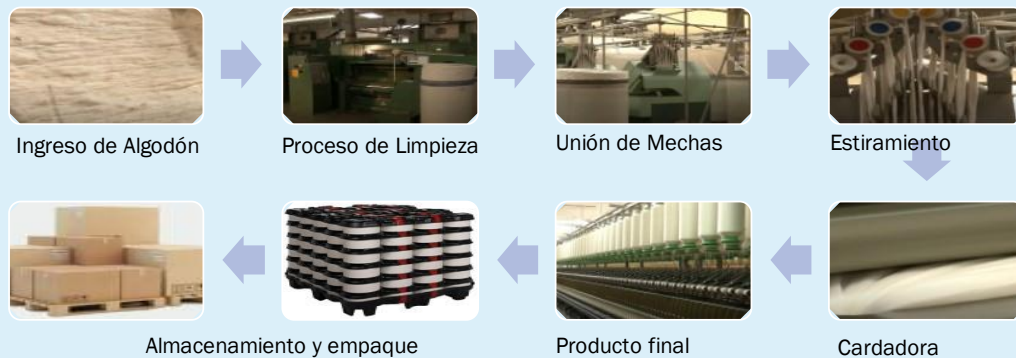 Ingreso de Algodón
Proceso de Limpieza
Unión de Mechas
Estiramiento
Almacenamiento y empaque
Producto final
Cardadora